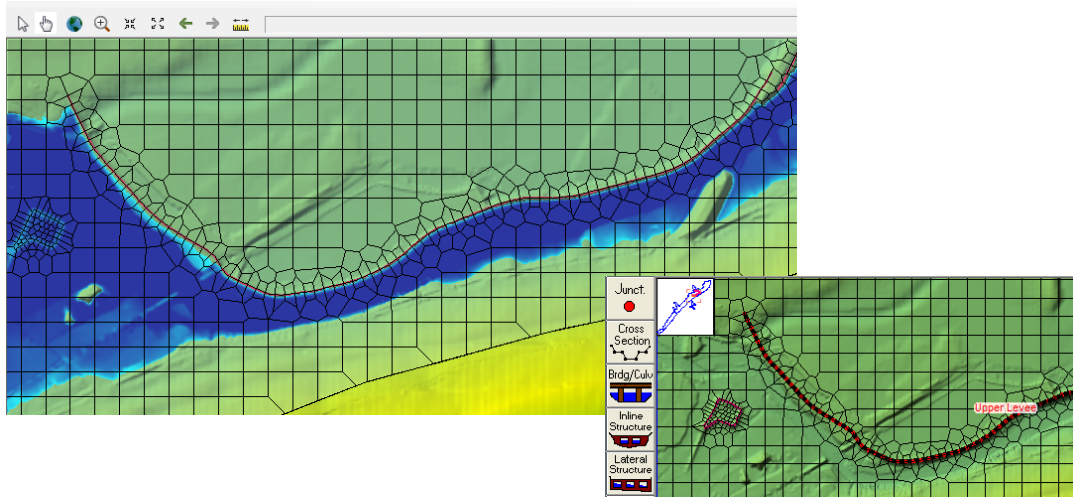 Junct.
Cross
Section
Brdg/Culv
Inline
Structure
Lateral
Structure
Upper Levee